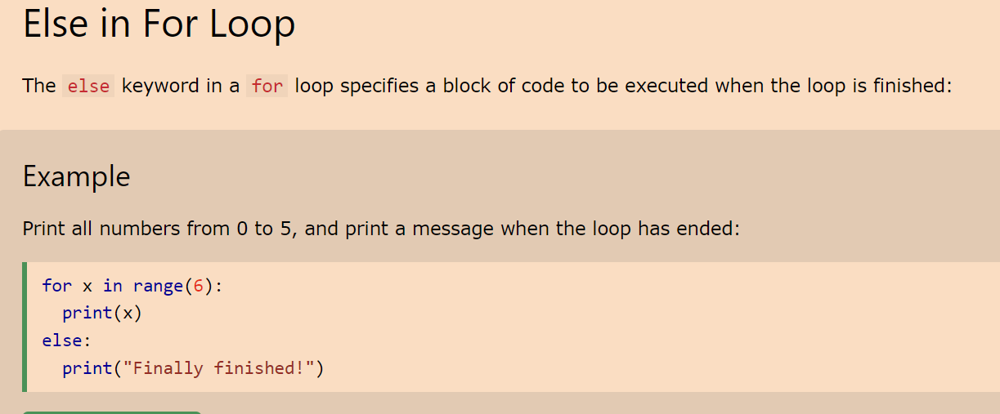 Else in For Loop
The else keyword in a for loop specifies a block of code to be executed when the loop is finished:
Example
Print all numbers from 0 to 5, and print a message when the loop has ended:
for x in range(6):
  print(x)
else:
  print("Finally finished!")